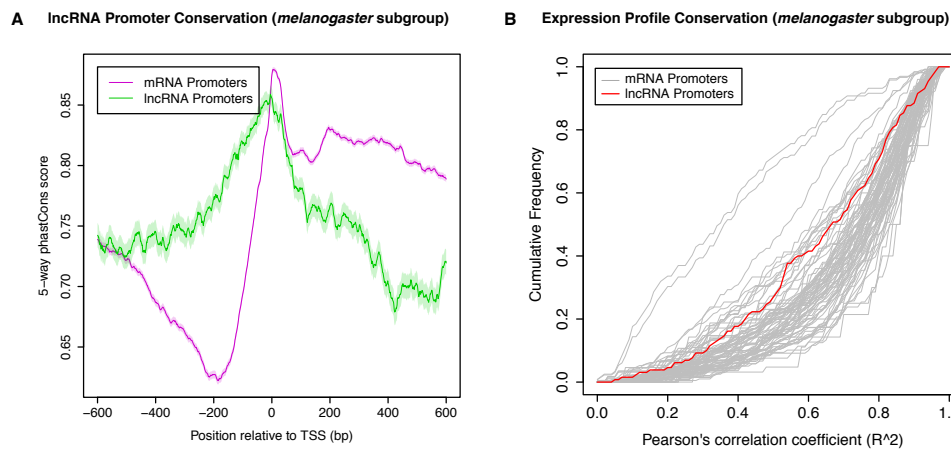 A lncRNA Promoter Conservation (melanogaster subgroup)
mRNA Promoters
lncRNA Promoters
5-way phastCons score
0.85
0.80
0.75
0.70
0.65
−600 −400 −200 0 200 400 600
Position relative to TSS (bp)
B Expression Profile Conservation (melanogaster subgroup)
mRNA Promoters
lncRNA Promoters
Cumulative Frequency
1.0
0.8
0.6
0.4
0.2
0.0
0.0 0.2 0.4 0.6 0.8 1.
Pearson's correlation coefficient (R^2)